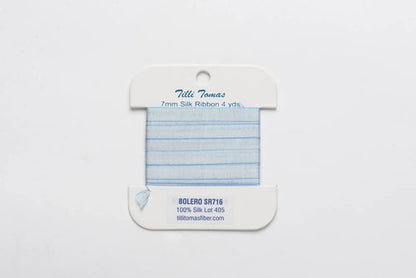 Tilli Tomas
7mm Silk Ribbon 4 yds
BOLERO SR716
100% Silk Lot 405
tillitomasfiber.com